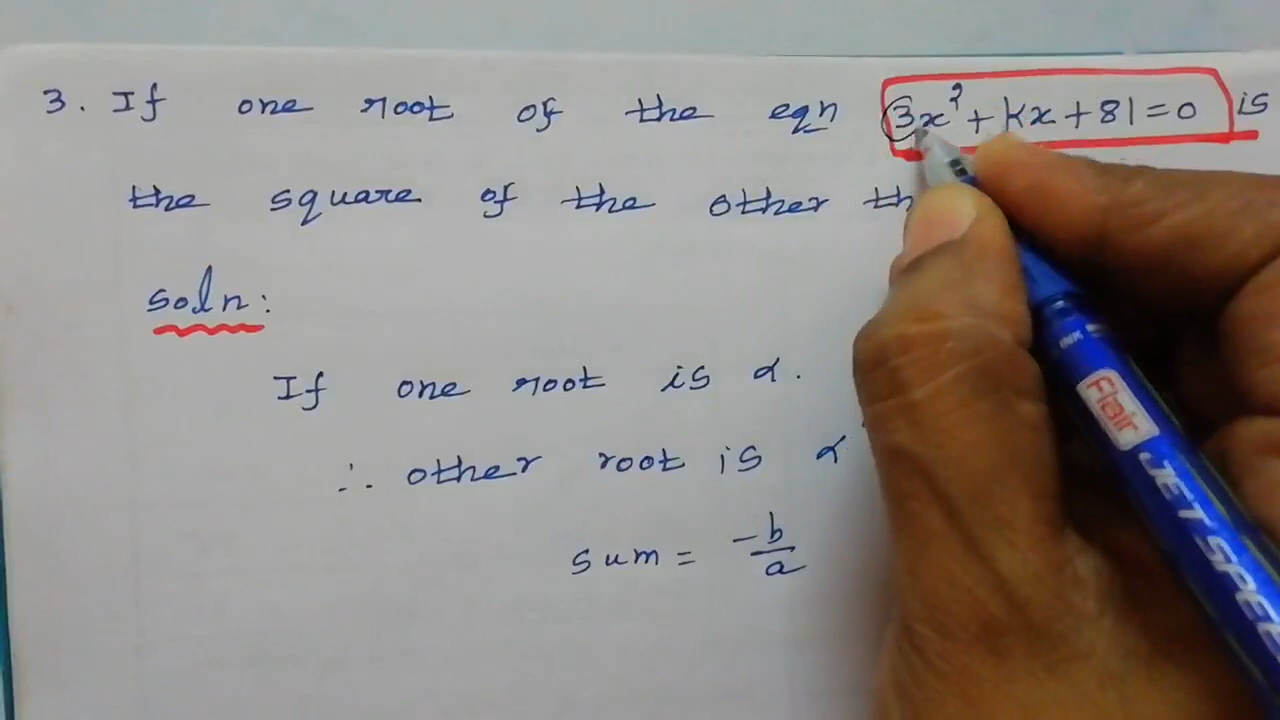 3. If one root of the eqn 3x² + kx + 81 = 0 is
the square of the other
soln:
If one root is α.
∴ other root is α
sum = -b/a
Flair
INK
JET SPEE